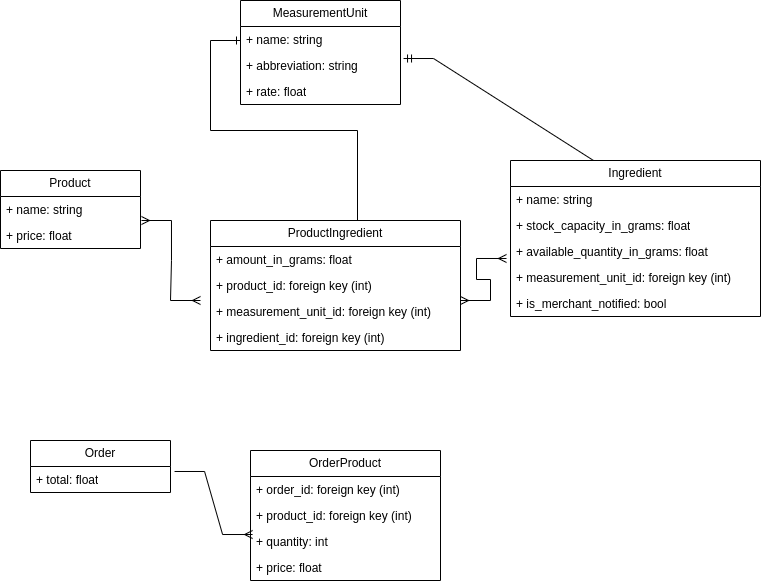 MeasurementUnit
+ name: string
+ abbreviation: string
+ rate: float
Product
+ name: string
+ price: float
ProductIngredient
+ amount_in_grams: float
+ product_id: foreign key (int)
+ measurement_unit_id: foreign key (int)
+ ingredient_id: foreign key (int)
Ingredient
+ name: string
+ stock_capacity_in_grams: float
+ available_quantity_in_grams: float
+ measurement_unit_id: foreign key (int)
+ is_merchant_notified: bool
Order
+ total: float
OrderProduct
+ order_id: foreign key (int)
+ product_id: foreign key (int)
+ quantity: int
+ price: float